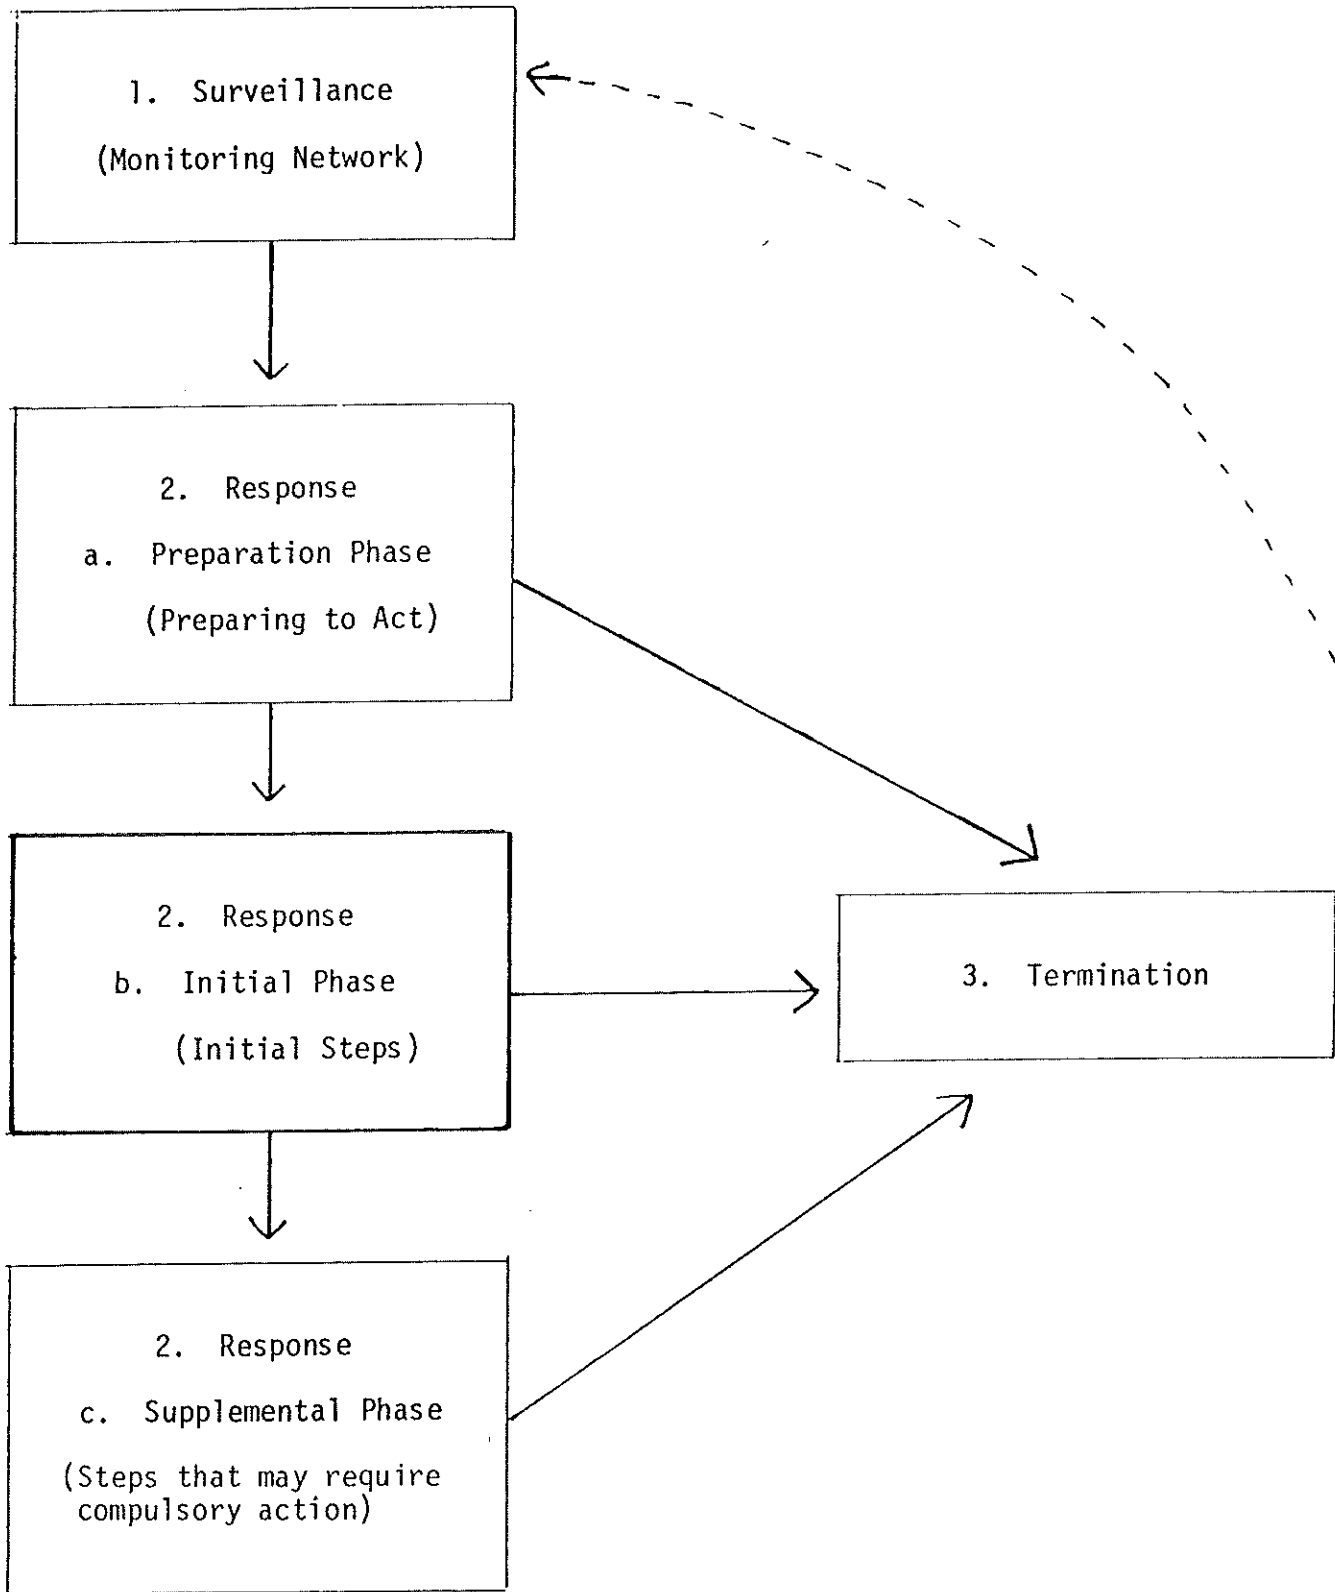 1. Surveillance
(Monitoring Network)
2. Response
a. Preparation Phase
(Preparing to Act)
2. Response
b. Initial Phase
(Initial Steps)
3. Termination
2. Response
c. Supplemental Phase
(Steps that may require
compulsory action)